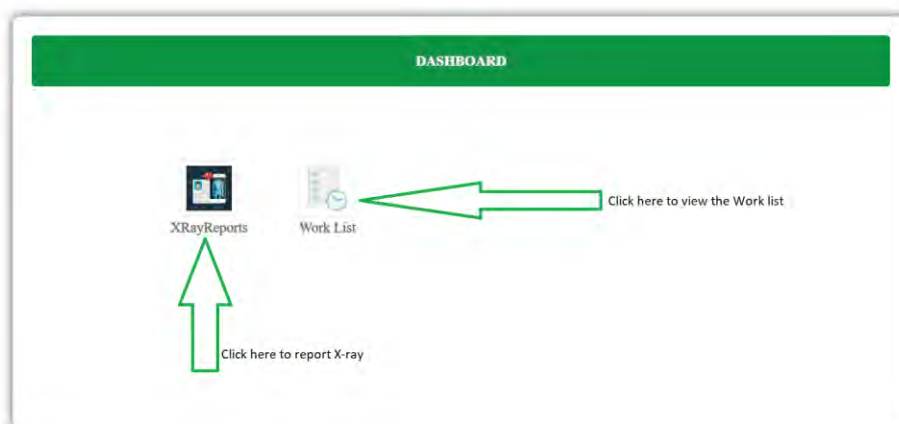 DASHBOARD
XRayReports
Work List
Click here to view the Work list
Click here to report X-ray